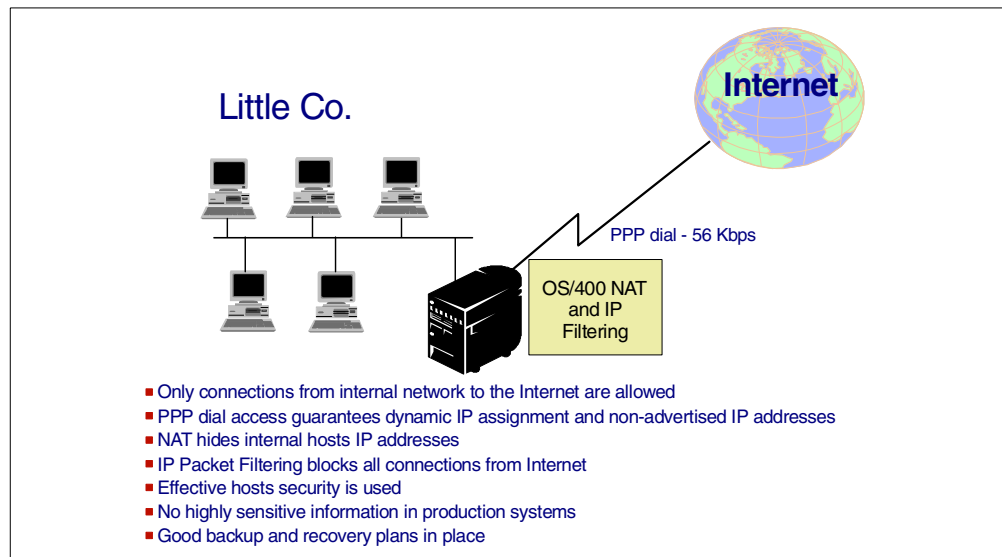 Little Co.
Internet
PPP dial - 56 Kbps
OS/400 NAT
and IP
Filtering
Only connections from internal network to the Internet are allowed
PPP dial access guarantees dynamic IP assignment and non-advertised IP addresses
NAT hides internal hosts IP addresses
IP Packet Filtering blocks all connections from Internet
Effective hosts security is used
No highly sensitive information in production systems
Good backup and recovery plans in place